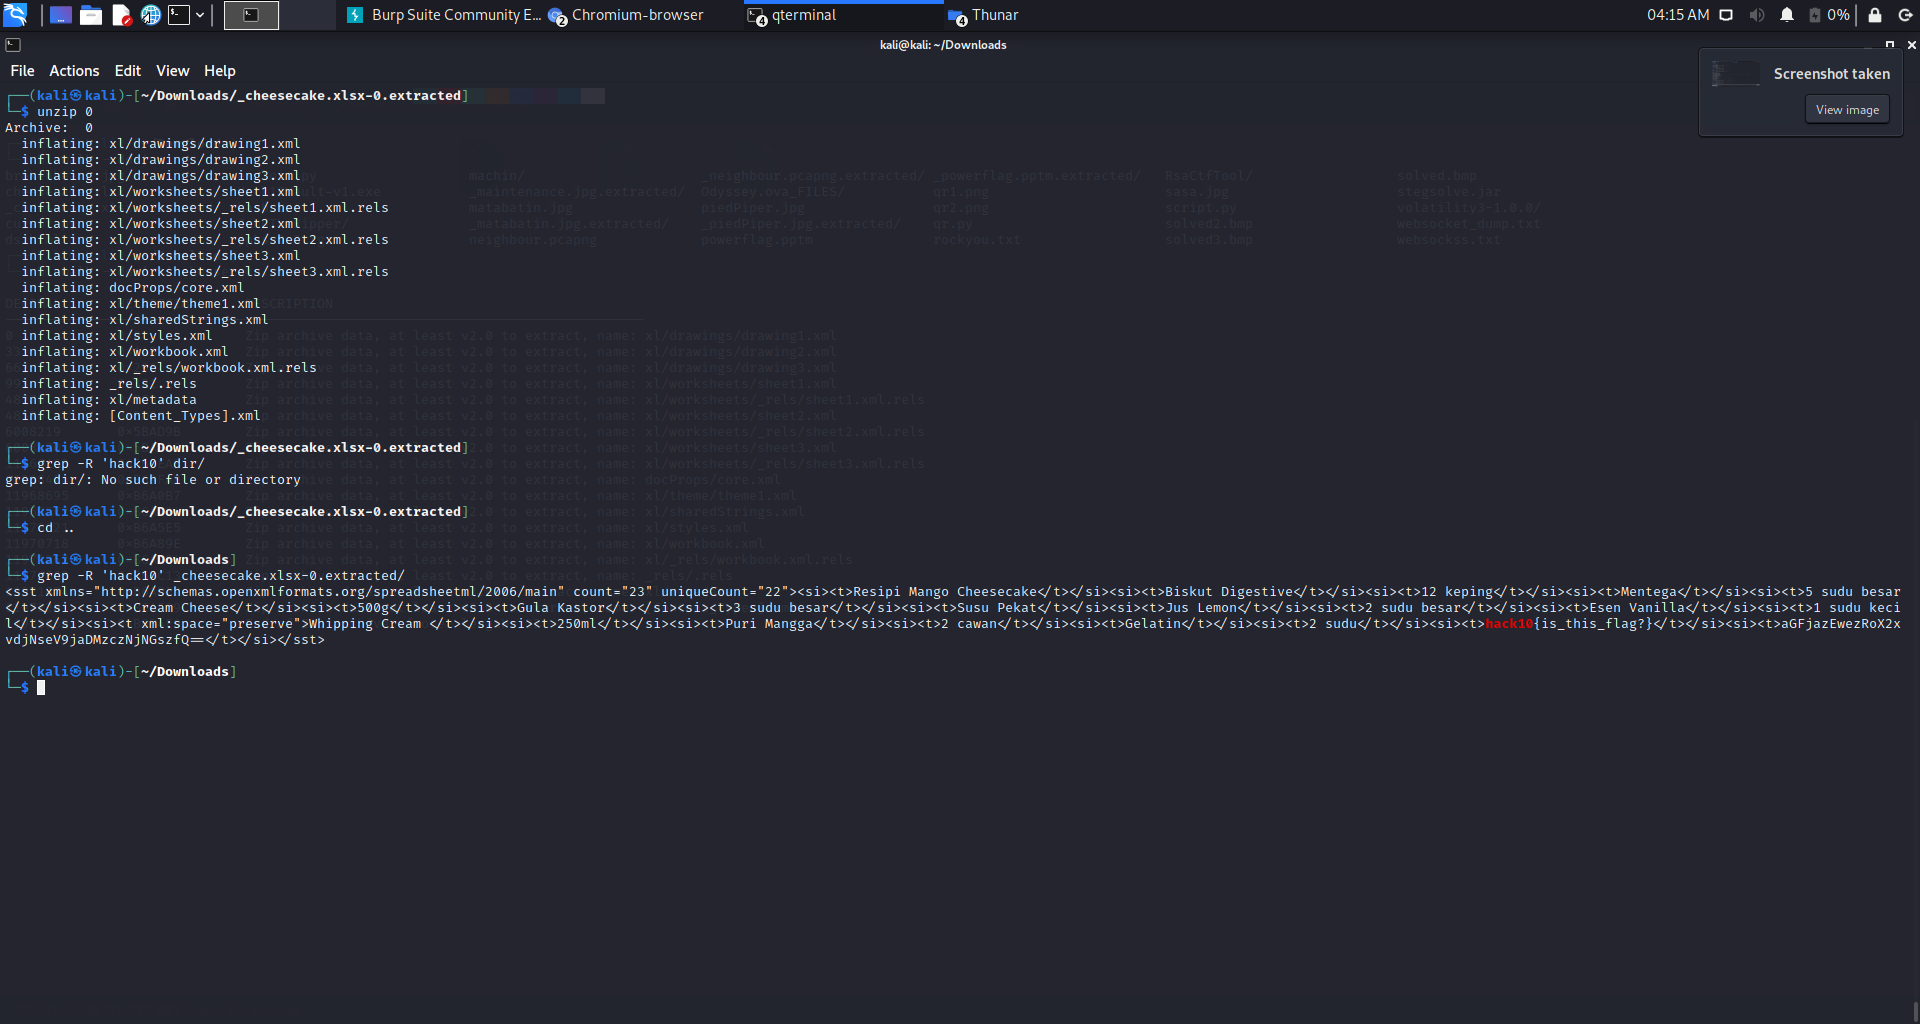 Burp Suite Community E...
2
Chromium-browser
4
qterminal
4
Thunar
04:15 AM
0%
kali@kali: ~/Downloads
File Actions Edit View Help
Screenshot taken
View image
┌──(kali㉿kali)-[~/Downloads/_cheesecake.xlsx-0.extracted]
└─$ unzip 0
Archive:  0
  inflating: xl/drawings/drawing1.xml
  inflating: xl/drawings/drawing2.xml
  inflating: xl/drawings/drawing3.xml
  inflating: xl/worksheets/sheet1.xml
  inflating: xl/worksheets/_rels/sheet1.xml.rels
  inflating: xl/worksheets/sheet2.xml
  inflating: xl/worksheets/_rels/sheet2.xml.rels
  inflating: xl/worksheets/sheet3.xml
  inflating: xl/worksheets/_rels/sheet3.xml.rels
  inflating: docProps/core.xml
  inflating: xl/theme/theme1.xml
  inflating: xl/sharedStrings.xml
  inflating: xl/styles.xml
  inflating: xl/workbook.xml
  inflating: xl/_rels/workbook.xml.rels
  inflating: _rels/.rels
  inflating: xl/metadata
  inflating: [Content_Types].xml
┌──(kali㉿kali)-[~/Downloads/_cheesecake.xlsx-0.extracted]
└─$ grep -R 'hack10' dir/
grep: dir/: No such file or directory
┌──(kali㉿kali)-[~/Downloads/_cheesecake.xlsx-0.extracted]
└─$ cd ..
┌──(kali㉿kali)-[~/Downloads]
└─$ grep -R 'hack10' _cheesecake.xlsx-0.extracted/
<sst xmlns="http://schemas.openxmlformats.org/spreadsheetml/2006/main" count="23" uniqueCount="22"><si><t>Resipi Mango Cheesecake</t></si><si><t>Biskut Digestive</t></si><si><t>12 keping</t></si><si><t>Mentega</t></si><si><t>5 sudu besar
</t></si><si><t>Cream Cheese</t></si><si><t>500g</t></si><si><t>Gula Kastor</t></si><si><t>3 sudu besar</t></si><si><t>Susu Pekat</t></si><si><t>Jus Lemon</t></si><si><t>2 sudu besar</t></si><si><t>Esen Vanilla</t></si><si><t>1 sudu keci
l</t></si><si><t xml:space="preserve">Whipping Cream </t></si><si><t>250ml</t></si><si><t>Puri Mangga</t></si><si><t>2 cawan</t></si><si><t>Gelatin</t></si><si><t>2 sudu</t></si><si><t>hack10{is_this_flag?}</t></si><si><t>aGFjazEwezRoX2x
vdjNseV9jaDMzczNjNGszfQ==</t></si></sst>
┌──(kali㉿kali)-[~/Downloads]
└─$